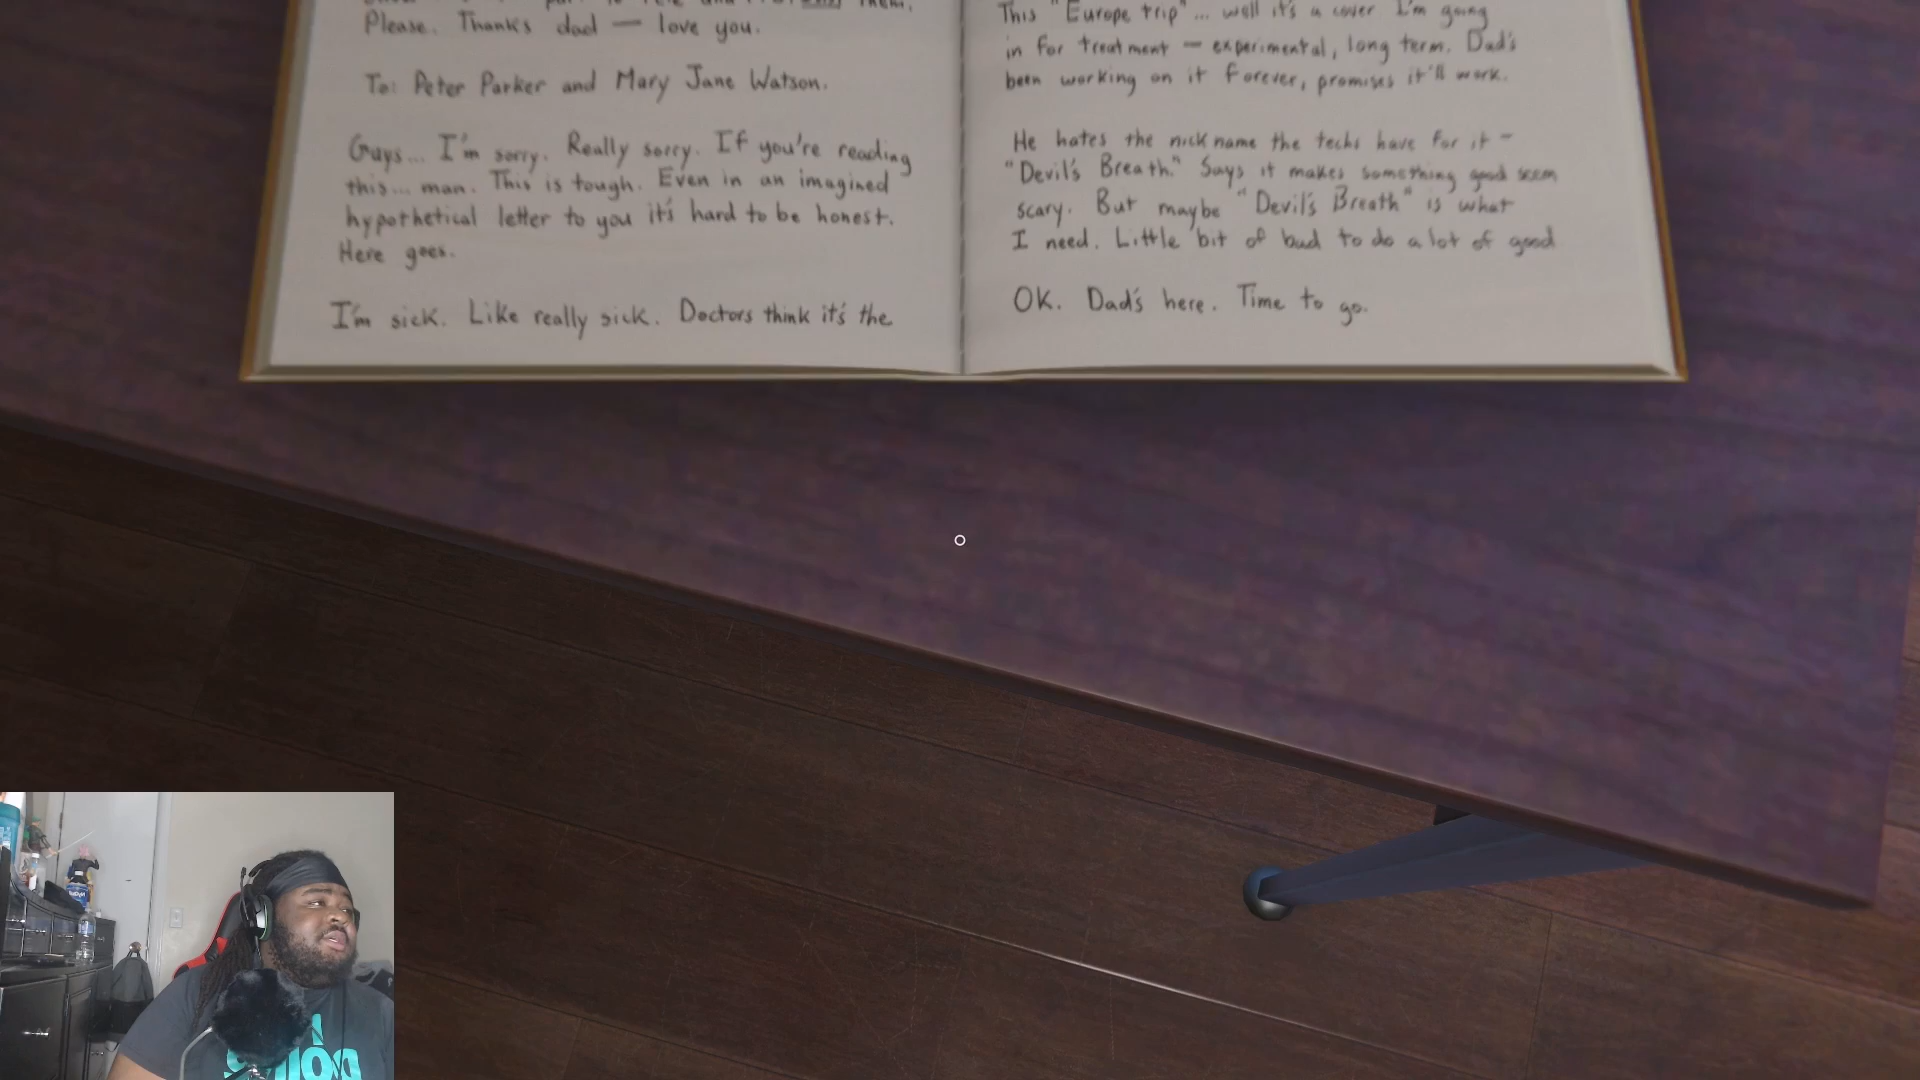 Please. Thanks dad — love you.
To: Peter Parker and Mary Jane Watson.
Guys... I'm sorry. Really sorry. If you're reading
this... man. This is tough. Even in an imagined
hypothetical letter to you it's hard to be honest.
Here goes.
I'm sick. Like really sick. Doctors think it's the
This "Europe trip"... well it's a cover I'm going
in for treatment — experimental, long term. Dad's
been working on it forever, promises it'll work.
He hates the nickname the techs have for it -
"Devil's Breath." Says it makes something good seem
scary. But maybe "Devil's Breath" is what
I need. Little bit of bad to do a lot of good
OK. Dad's here. Time to go.